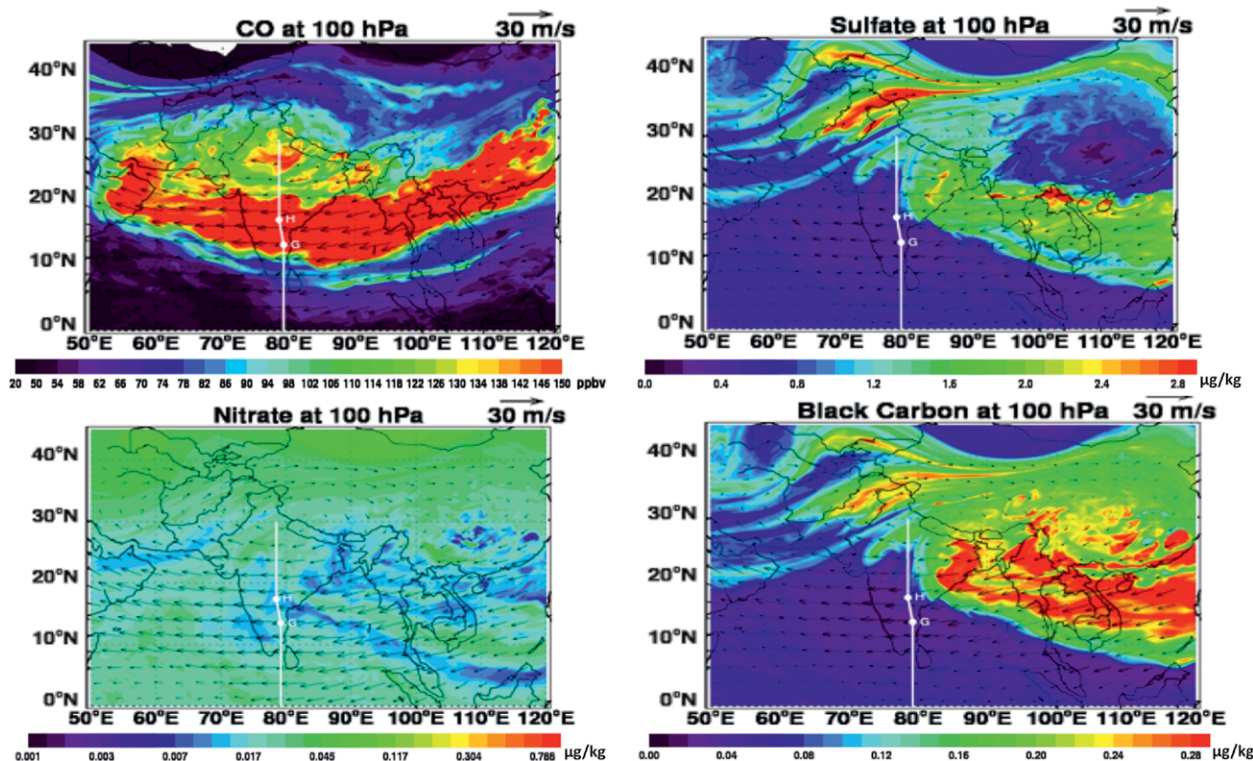 CO at 100 hPa 30 m/s
40°N
30°N
20°N
10°N
0°N
H
G
50°E 60°E 70°E 80°E 90°E 100°E 110°E 120°E
20 50 54 58 62 66 70 74 78 82 86 90 94 98 102 106 110 114 118 122 126 130 134 138 142 146 150 ppbv
Sulfate at 100 hPa 30 m/s
40°N
30°N
20°N
10°N
0°N
H
G
50°E 60°E 70°E 80°E 90°E 100°E 110°E 120°E
0.0 0.4 0.8 1.2 1.6 2.0 2.4 2.8 µg/kg
Nitrate at 100 hPa 30 m/s
40°N
30°N
20°N
10°N
0°N
H
G
50°E 60°E 70°E 80°E 90°E 100°E 110°E 120°E
0.001 0.003 0.007 0.017 0.045 0.117 0.304 0.786 µg/kg
Black Carbon at 100 hPa 30 m/s
40°N
30°N
20°N
10°N
0°N
H
G
50°E 60°E 70°E 80°E 90°E 100°E 110°E 120°E
0.00 0.04 0.08 0.12 0.16 0.20 0.24 0.28 µg/kg